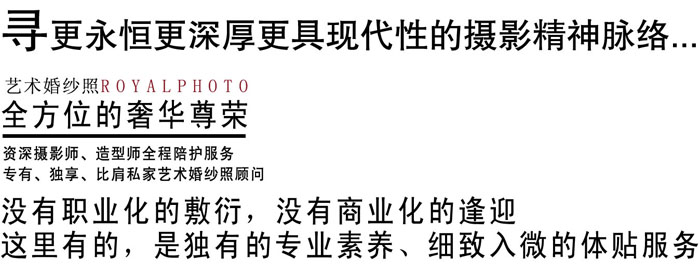 寻更永恒更深厚更具现代性的摄影精神脉络...
艺术婚纱照ROYALPHOTO
全方位的奢华尊荣
资深摄影师、造型师全程陪护服务
专有、独享、比肩私家艺术婚纱照顾问
没有职业化的敷衍，没有商业化的逢迎
这里有的，是独有的专业素养、细致入微的体贴服务